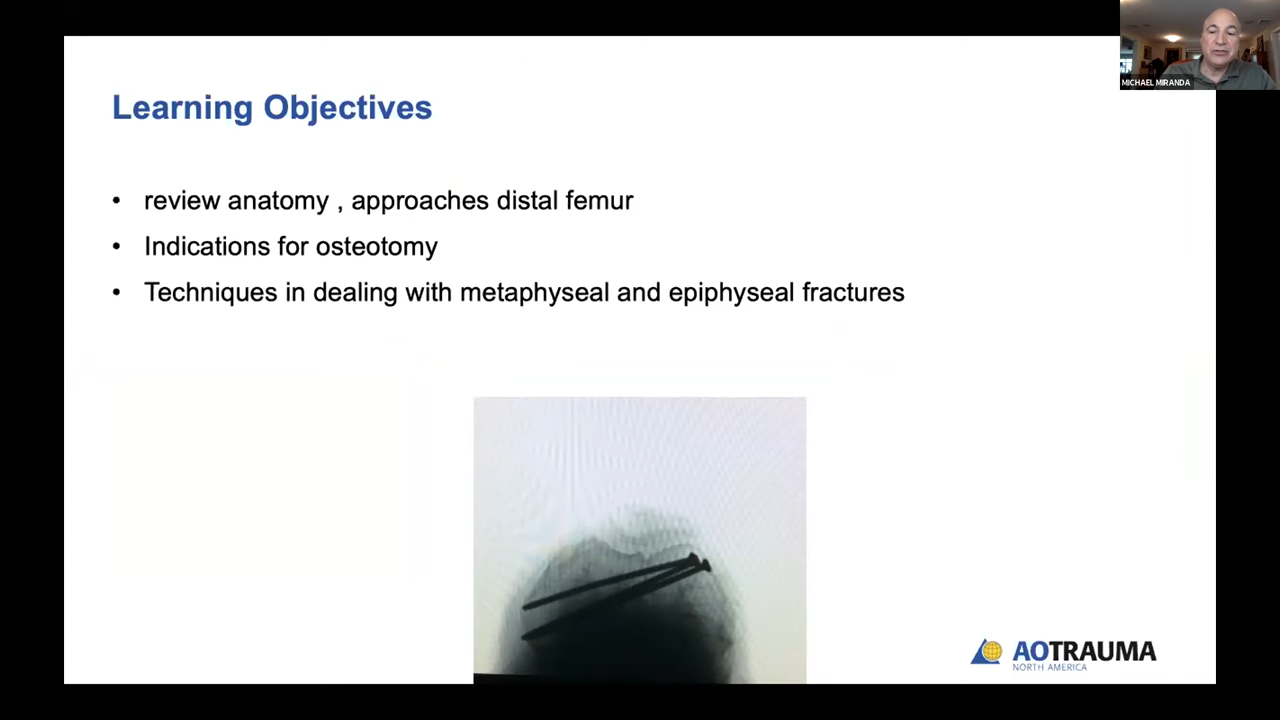 MICHAEL MIRANDA
Learning Objectives
• review anatomy , approaches distal femur
• Indications for osteotomy
• Techniques in dealing with metaphyseal and epiphyseal fractures
AOTRAUMA
NORTH AMERICA